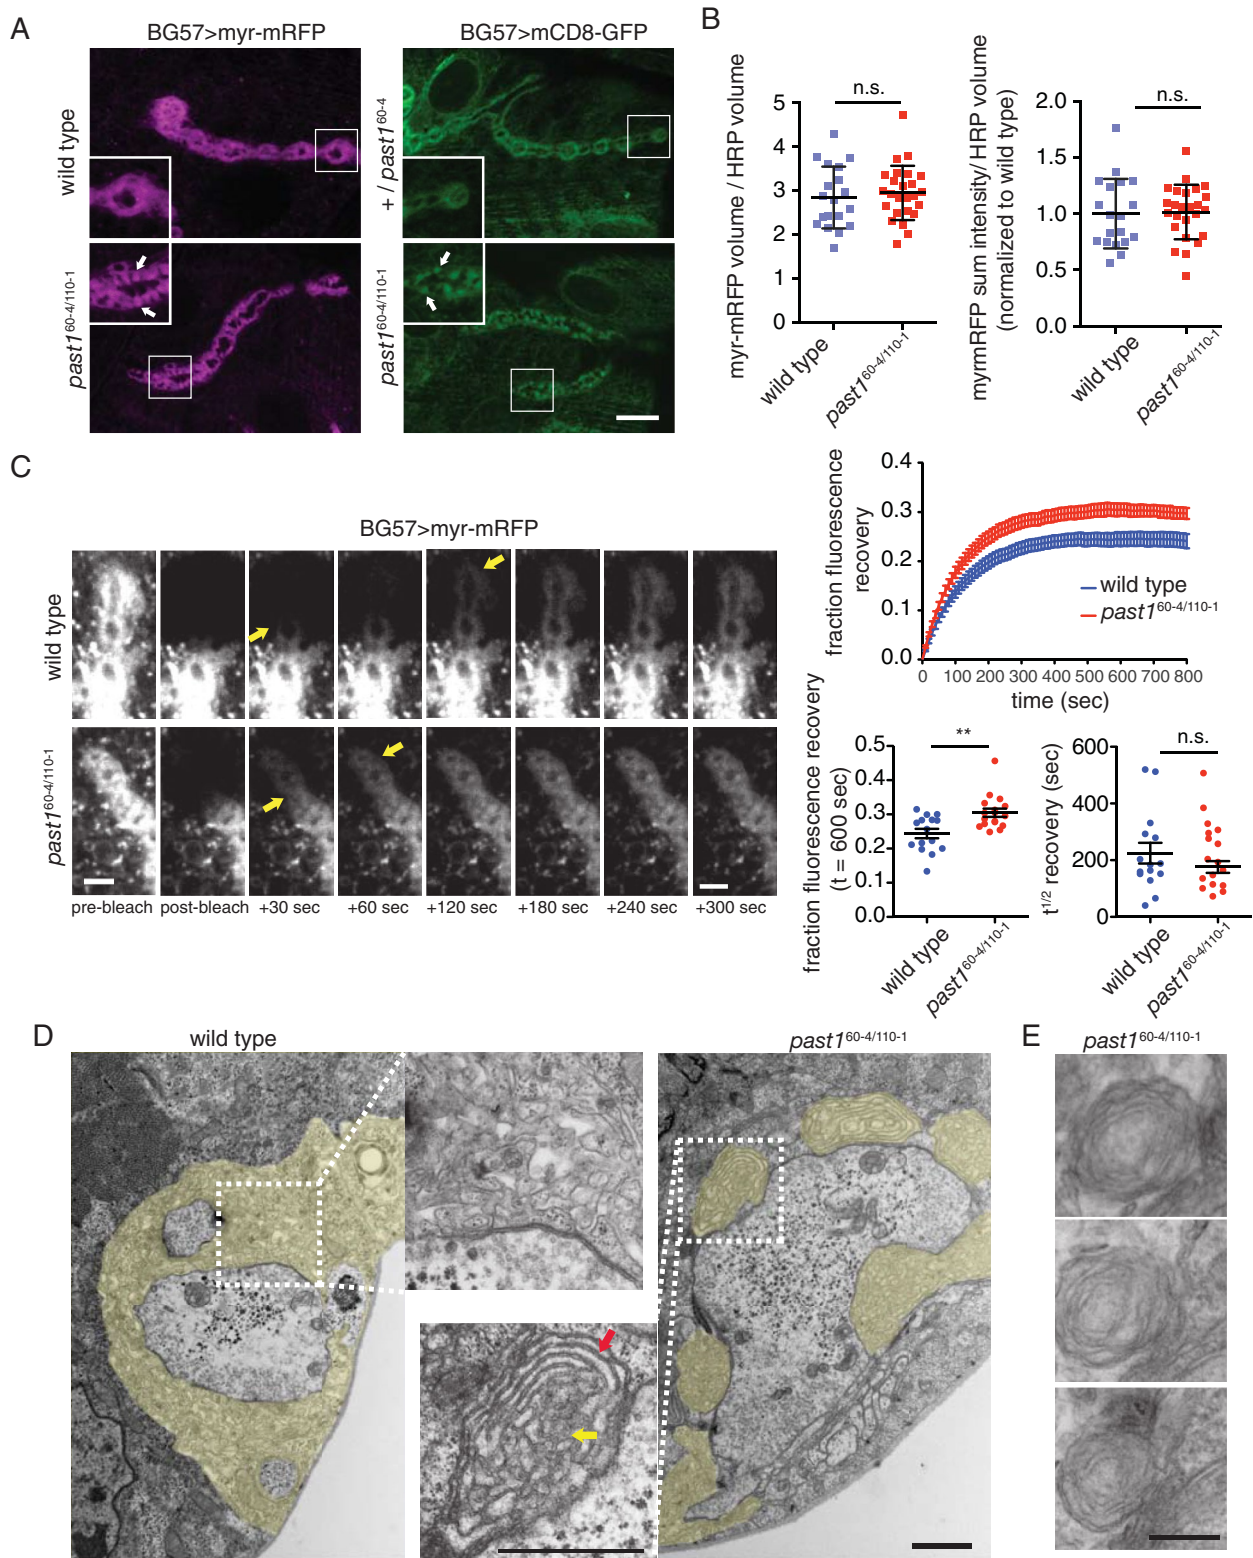 A
BG57>myr-mRFP
BG57>mCD8-GFP
wild type
past1 60-4/110-1
+ / past1 60-4
past1 60-4/110-1
B
myr-mRFP volume / HRP volume
5
4
3
2
1
0
n.s.
wild type
past1 60-4/110-1
myrmRFP sum intensity/ HRP volume
(normalized to wild type)
2.0
1.5
1.0
0.5
0.0
n.s.
wild type
past1 60-4/110-1
C
BG57>myr-mRFP
wild type
past1 60-4/110-1
pre-bleach
post-bleach
+30 sec
+60 sec
+120 sec
+180 sec
+240 sec
+300 sec
fraction fluorescence
recovery
0.4
0.3
0.2
0.1
0.0
wild type
past1 60-4/110-1
0 100 200 300 400 500 600 700 800
time (sec)
fraction fluorescence recovery
(t = 600 sec)
0.5
0.4
0.3
0.2
0.1
0.0
**
wild type
past1 60-4/110-1
t1/2 recovery (sec)
600
400
200
0
n.s.
wild type
past1 60-4/110-1
D
wild type
past1 60-4/110-1
E
past1 60-4/110-1